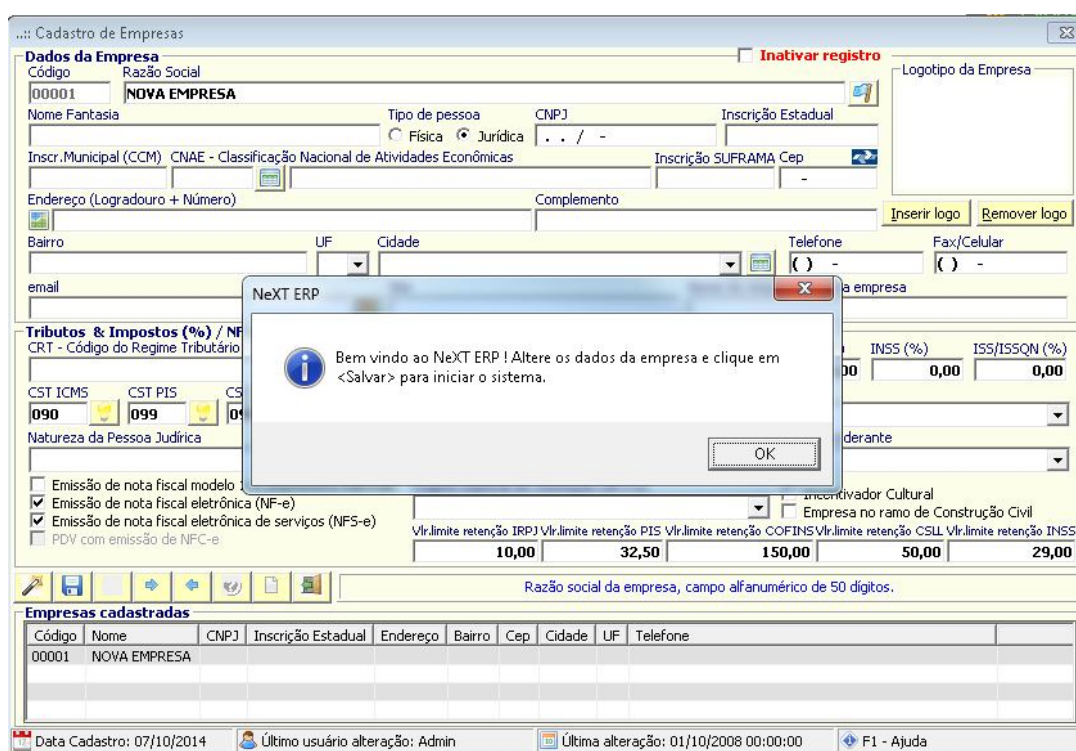 ..:: Cadastro de Empresas
Dados da Empresa
Inativar registro
Logotipo da Empresa
Código Razão Social
00001 NOVA EMPRESA
Nome Fantasia Tipo de pessoa CNPJ Inscrição Estadual
Física Jurídica . . / -
Inscr.Municipal (CCM) CNAE - Classificação Nacional de Atividades Econômicas Inscrição SUFRAMA Cep
-
Endereço (Logradouro + Número) Complemento
Inserir logo Remover logo
Bairro UF Cidade Telefone Fax/Celular
( ) - ( ) -
email a empresa
NeXT ERP
Bem vindo ao NeXT ERP ! Altere os dados da empresa e clique em
<Salvar> para iniciar o sistema.
OK
Tributos & Impostos (%) / NF
CRT - Código do Regime Tributário INSS (%) ISS/ISSQN (%)
00 0,00 0,00
CST ICMS CST PIS CS
090 099 09
Natureza da Pessoa Judírica derante
Emissão de nota fiscal modelo
Emissão de nota fiscal eletrônica (NF-e) Incentivador Cultural
Emissão de nota fiscal eletrônica de serviços (NFS-e) Empresa no ramo de Construção Civil
PDV com emissão de NFC-e
Vlr.limite retenção IRPJ Vlr.limite retenção PIS Vlr.limite retenção COFINS Vlr.limite retenção CSLL Vlr.limite retenção INSS
10,00 32,50 150,00 50,00 29,00
Razão social da empresa, campo alfanumérico de 50 dígitos.
Empresas cadastradas
Código Nome CNPJ Inscrição Estadual Endereço Bairro Cep Cidade UF Telefone
00001 NOVA EMPRESA
Data Cadastro: 07/10/2014 Último usuário alteração: Admin Última alteração: 01/10/2008 00:00:00 F1 - Ajuda